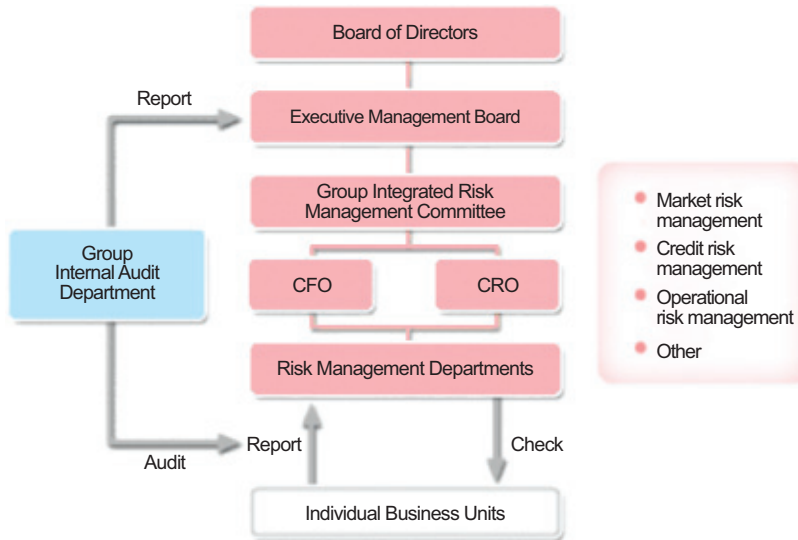 Board of Directors
Report
Executive Management Board
Group Integrated Risk
Management Committee
Group
Internal Audit
Department
CFO
CRO
Risk Management Departments
Audit
Report
Check
Individual Business Units
Market risk
management
Credit risk
management
Operational
risk management
Other